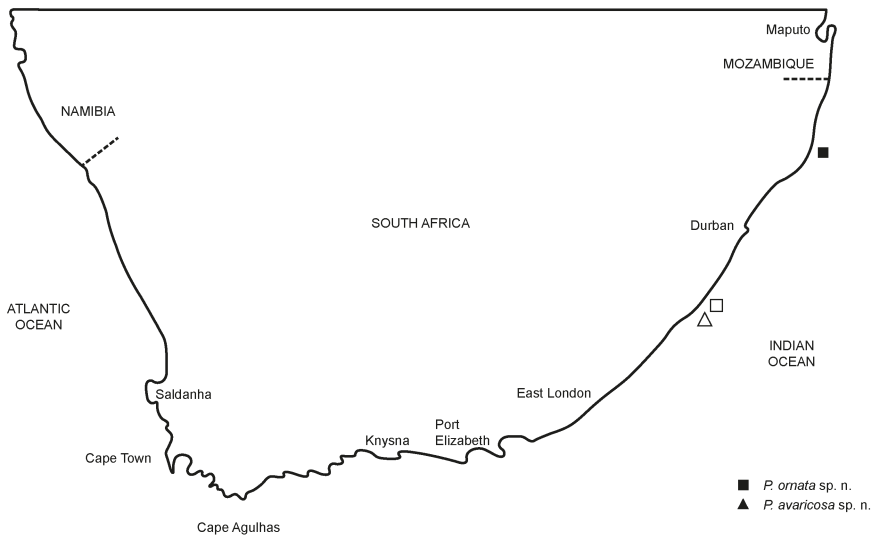 Maputo
MOZAMBIQUE
NAMIBIA
SOUTH AFRICA
Durban
ATLANTIC
OCEAN
INDIAN
OCEAN
Saldanha
East London
Port
Elizabeth
Knysna
Cape Town
Cape Agulhas
P. ornata sp. n.
P. avaricosa sp. n.